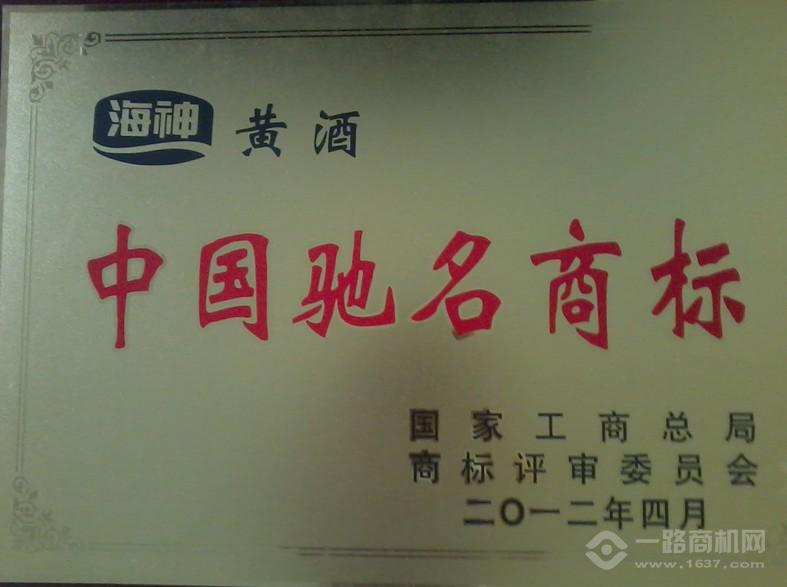 海神 黄酒
中国驰名商标
国家工商总局
商标评审委员会
二〇一二年四月
一路商机网
www.1637.com